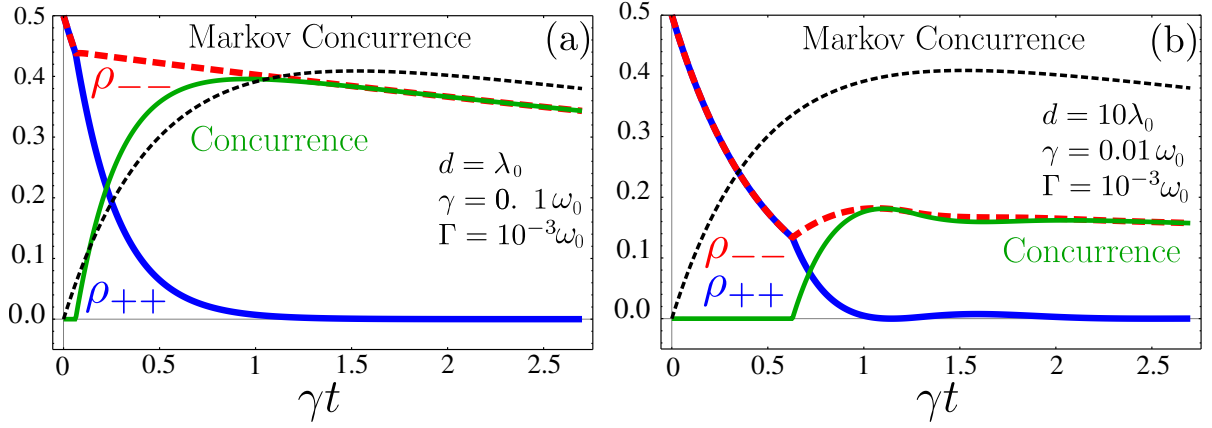 (a)
Markov Concurrence
0.5
0.4
0.3
0.2
0.1
0.0
ρ−−
Concurrence
d = λ₀
γ = 0. 1 ω₀
Γ = 10⁻³ω₀
ρ++
0 0.5 1 1.5 2 2.5
γt
(b)
Markov Concurrence
0.5
0.4
0.3
0.2
0.1
0.0
d = 10λ₀
γ = 0.01 ω₀
Γ = 10⁻³ω₀
ρ−−
Concurrence
ρ++
0 0.5 1 1.5 2 2.5
γt